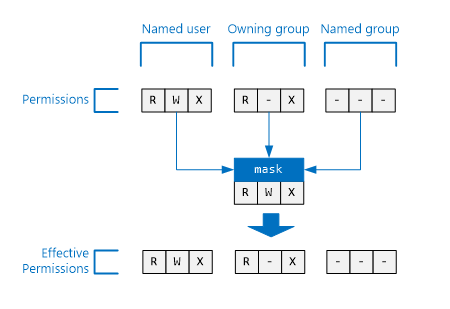 Named user Owning group Named group
Permissions R W X R - X - - -
mask
R W X
Effective
Permissions R W X R - X - - -